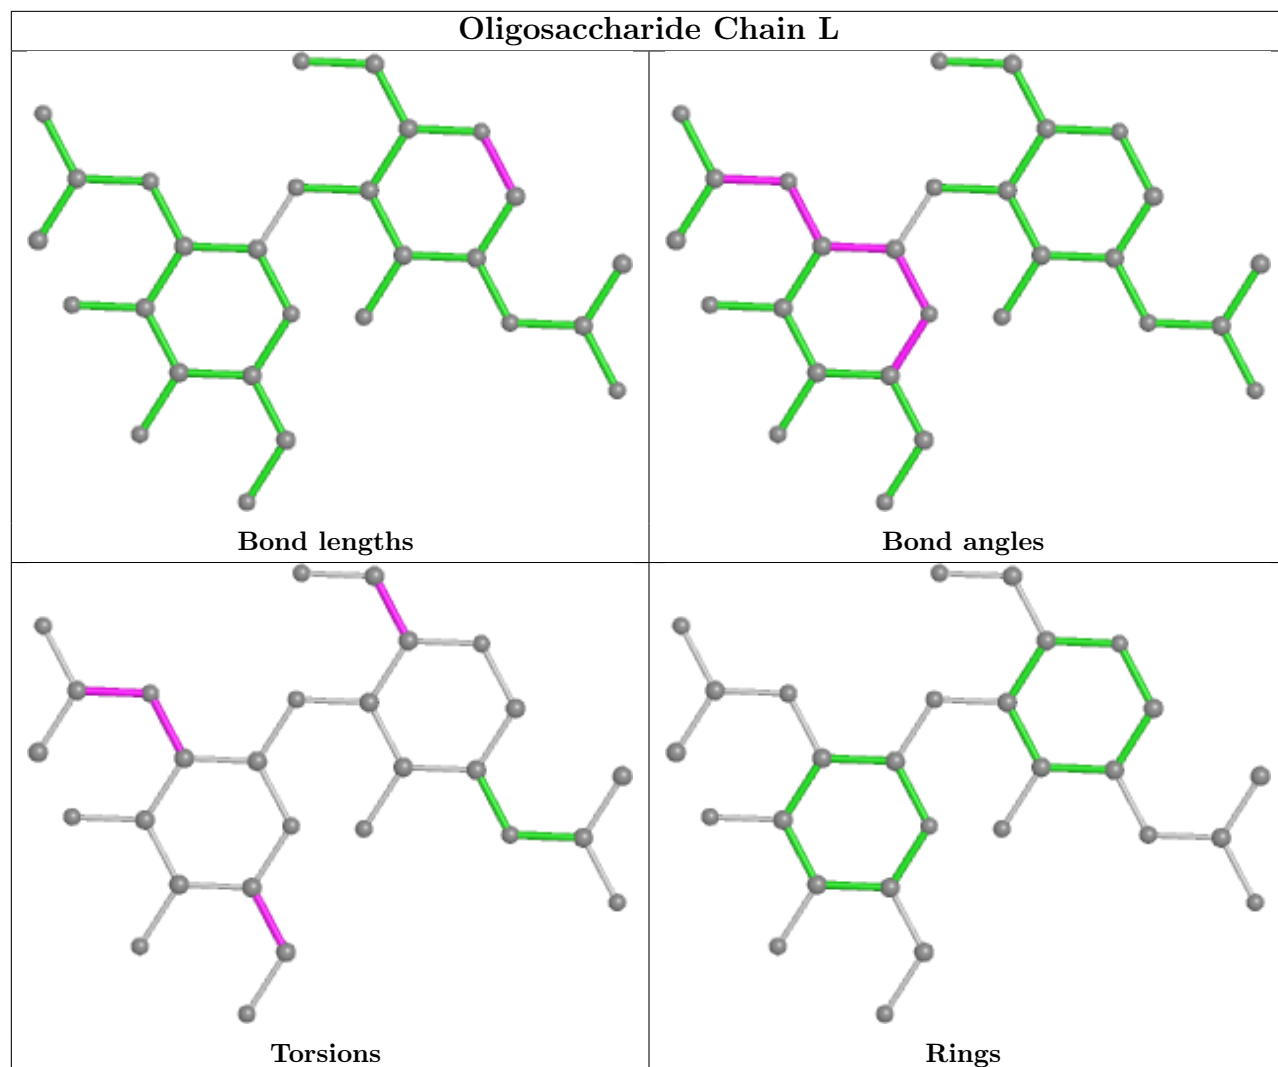 Oligosaccharide Chain L
Bond lengths
Bond angles
Torsions
Rings